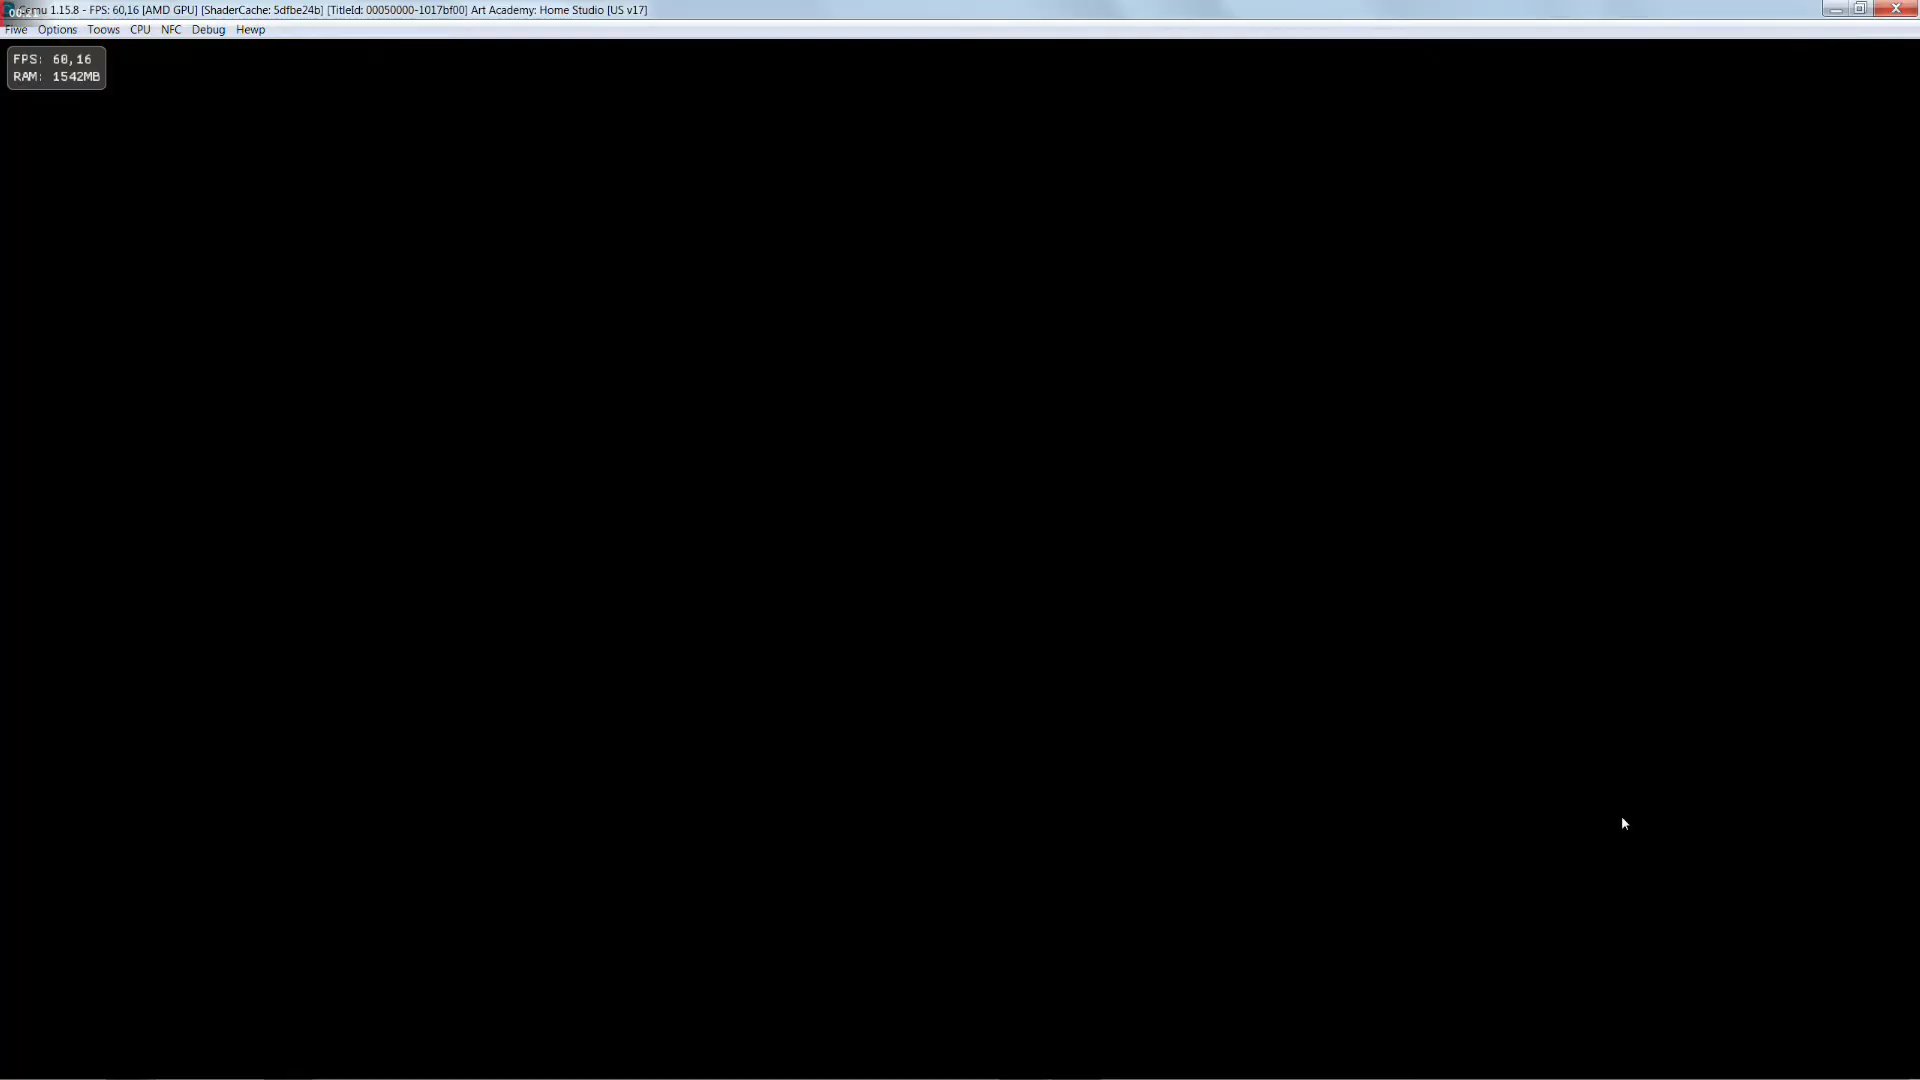 Cemu 1.15.8 - FPS: 60,16 [AMD GPU] [ShaderCache: 5dfbe24b] [TitleId: 00050000-1017bf00] Art Academy: Home Studio [US v17]
Fiwe Options Toows CPU NFC Debug Hewp
FPS: 60,16
RAM: 1542MB